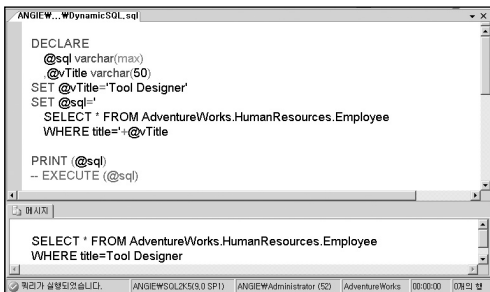 ANGIE₩...₩DynamicSQL.sql
DECLARE
@sql varchar(max)
,@vTitle varchar(50)
SET @vTitle='Tool Designer'
SET @sql='
SELECT * FROM AdventureWorks.HumanResources.Employee
WHERE title='+@vTitle
PRINT (@sql)
-- EXECUTE (@sql)
메시지
SELECT * FROM AdventureWorks.HumanResources.Employee
WHERE title=Tool Designer
쿼리가 실행되었습니다. ANGIE₩SQL2K5(9,0 SP1) ANGIE₩Administrator (52) AdventureWorks 00:00:00 0개의 행